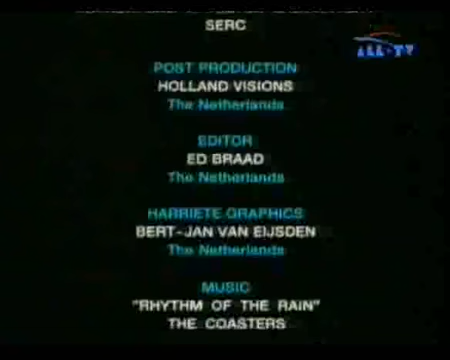 SERC
ALL-TV
POST PRODUCTION
HOLLAND VISIONS
The Netherlands
EDITOR
ED BRAAD
The Netherlands
HARRIETE GRAPHICS
BERT-JAN VAN EIJSDEN
The Netherlands
MUSIC
"RHYTHM OF THE RAIN"
THE COASTERS